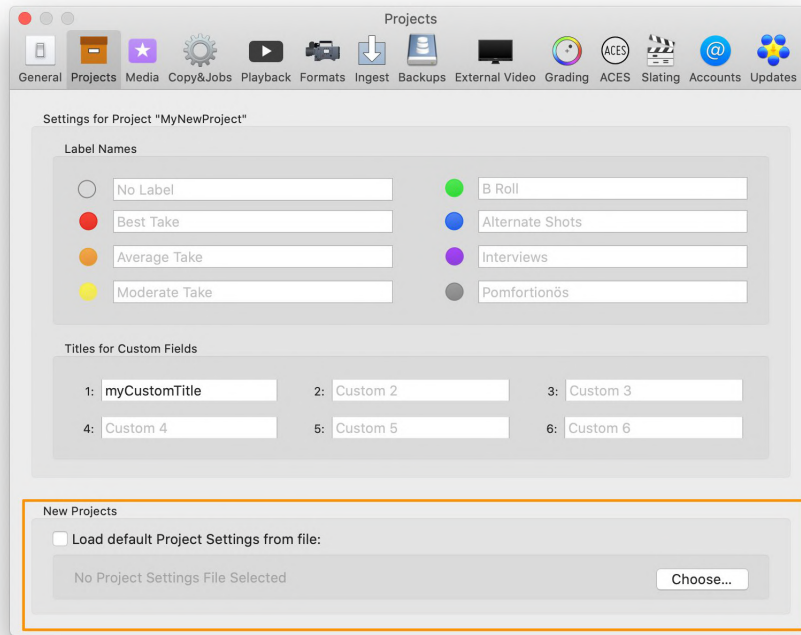 Projects
General Projects Media Copy&Jobs Playback Formats Ingest Backups External Video Grading ACES ACES Slating @ Accounts Updates
Settings for Project "MyNewProject"
Label Names
No Label B Roll
Best Take Alternate Shots
Average Take Interviews
Moderate Take Pomfortionös
Titles for Custom Fields
1: myCustomTitle 2: Custom 2 3: Custom 3
4: Custom 4 5: Custom 5 6: Custom 6
New Projects
Load default Project Settings from file:
No Project Settings File Selected Choose...